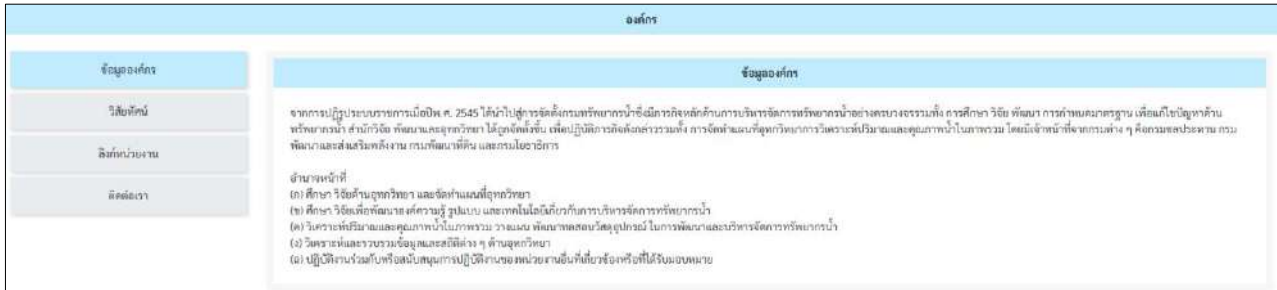 องค์กร
ข้อมูลองค์กร
วิสัยทัศน์
ลิงก์หน่วยงาน
ติดต่อเรา
ข้อมูลองค์กร
จากการปฏิรูประบบราชการเมื่อปีพ.ศ. 2545 ได้นำไปสู่การจัดตั้งกรมทรัพยากรน้ำซึ่งมีภารกิจหลักด้านการบริหารจัดการทรัพยากรน้ำอย่างครบวงจรรวมทั้ง การศึกษา วิจัย พัฒนา การกำหนดมาตรฐาน เพื่อแก้ไขปัญหาด้าน
ทรัพยากรน้ำ สำนักวิจัย พัฒนาและอุทกวิทยา ได้ถูกจัดตั้งขึ้น เพื่อปฏิบัติภารกิจดังกล่าวรวมทั้ง การจัดทำแผนที่อุทกวิทยาการวิเคราะห์ปริมาณและคุณภาพน้ำในภาพรวม โดยมีเจ้าหน้าที่จากกรมต่าง ๆ คือกรมชลประทาน กรม
พัฒนาและส่งเสริมพลังงาน กรมพัฒนาที่ดิน และกรมโยธาธิการ
อำนาจหน้าที่
(ก) ศึกษา วิจัยด้านอุทกวิทยา และจัดทำแผนที่อุทกวิทยา
(ข) ศึกษา วิจัยเพื่อพัฒนาองค์ความรู้ รูปแบบ และเทคโนโลยีเกี่ยวกับการบริหารจัดการทรัพยากรน้ำ
(ค) วิเคราะห์ปริมาณและคุณภาพน้ำในภาพรวม วางแผน พัฒนาทดสอบวัสดุอุปกรณ์ ในการพัฒนาและบริหารจัดการทรัพยากรน้ำ
(ง) วิเคราะห์และรวบรวมข้อมูลและสถิติต่าง ๆ ด้านอุทกวิทยา
(ฉ) ปฏิบัติงานร่วมกับหรือสนับสนุนการปฏิบัติงานของหน่วยงานอื่นที่เกี่ยวข้องหรือที่ได้รับมอบหมาย